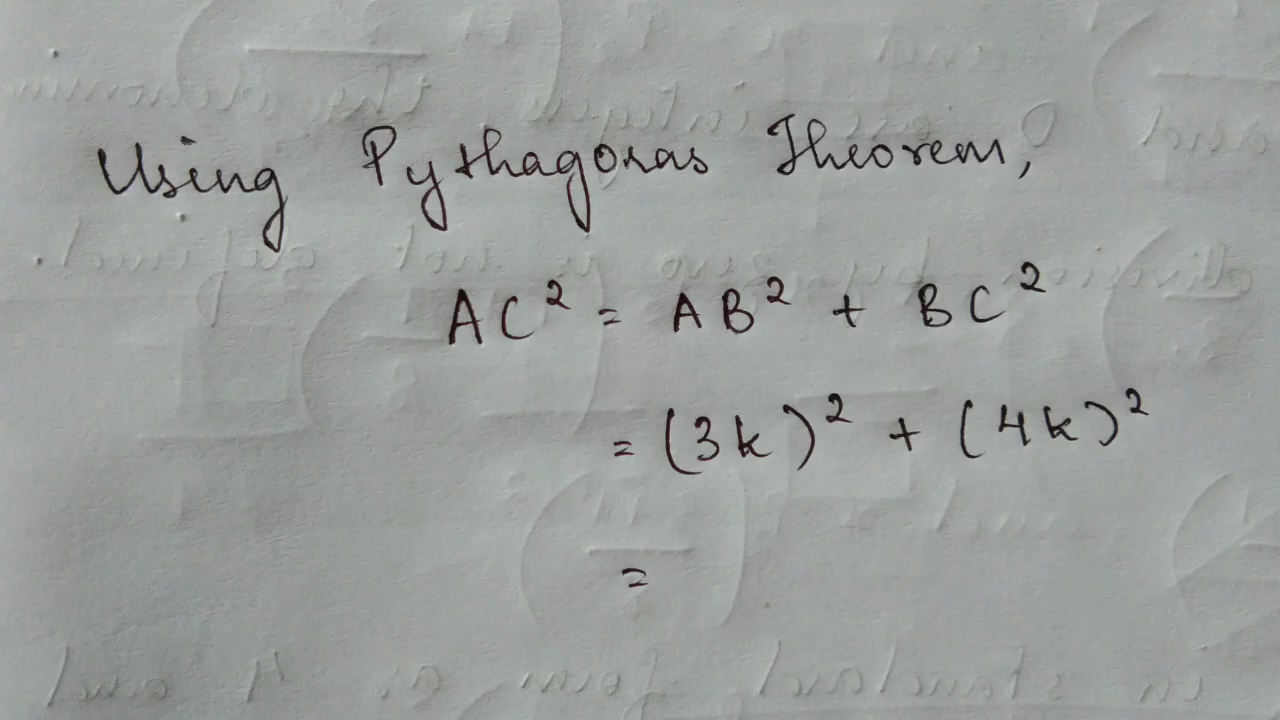 Using Pythagoras Theorem,
AC² = AB² + BC²
= (3k)² + (4k)²
=